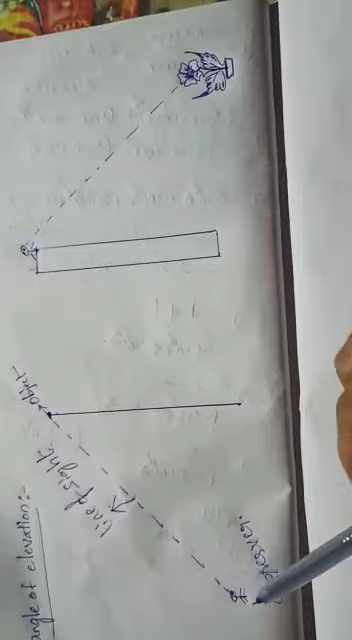 angle of elevation:-
object
line of sight
observer.